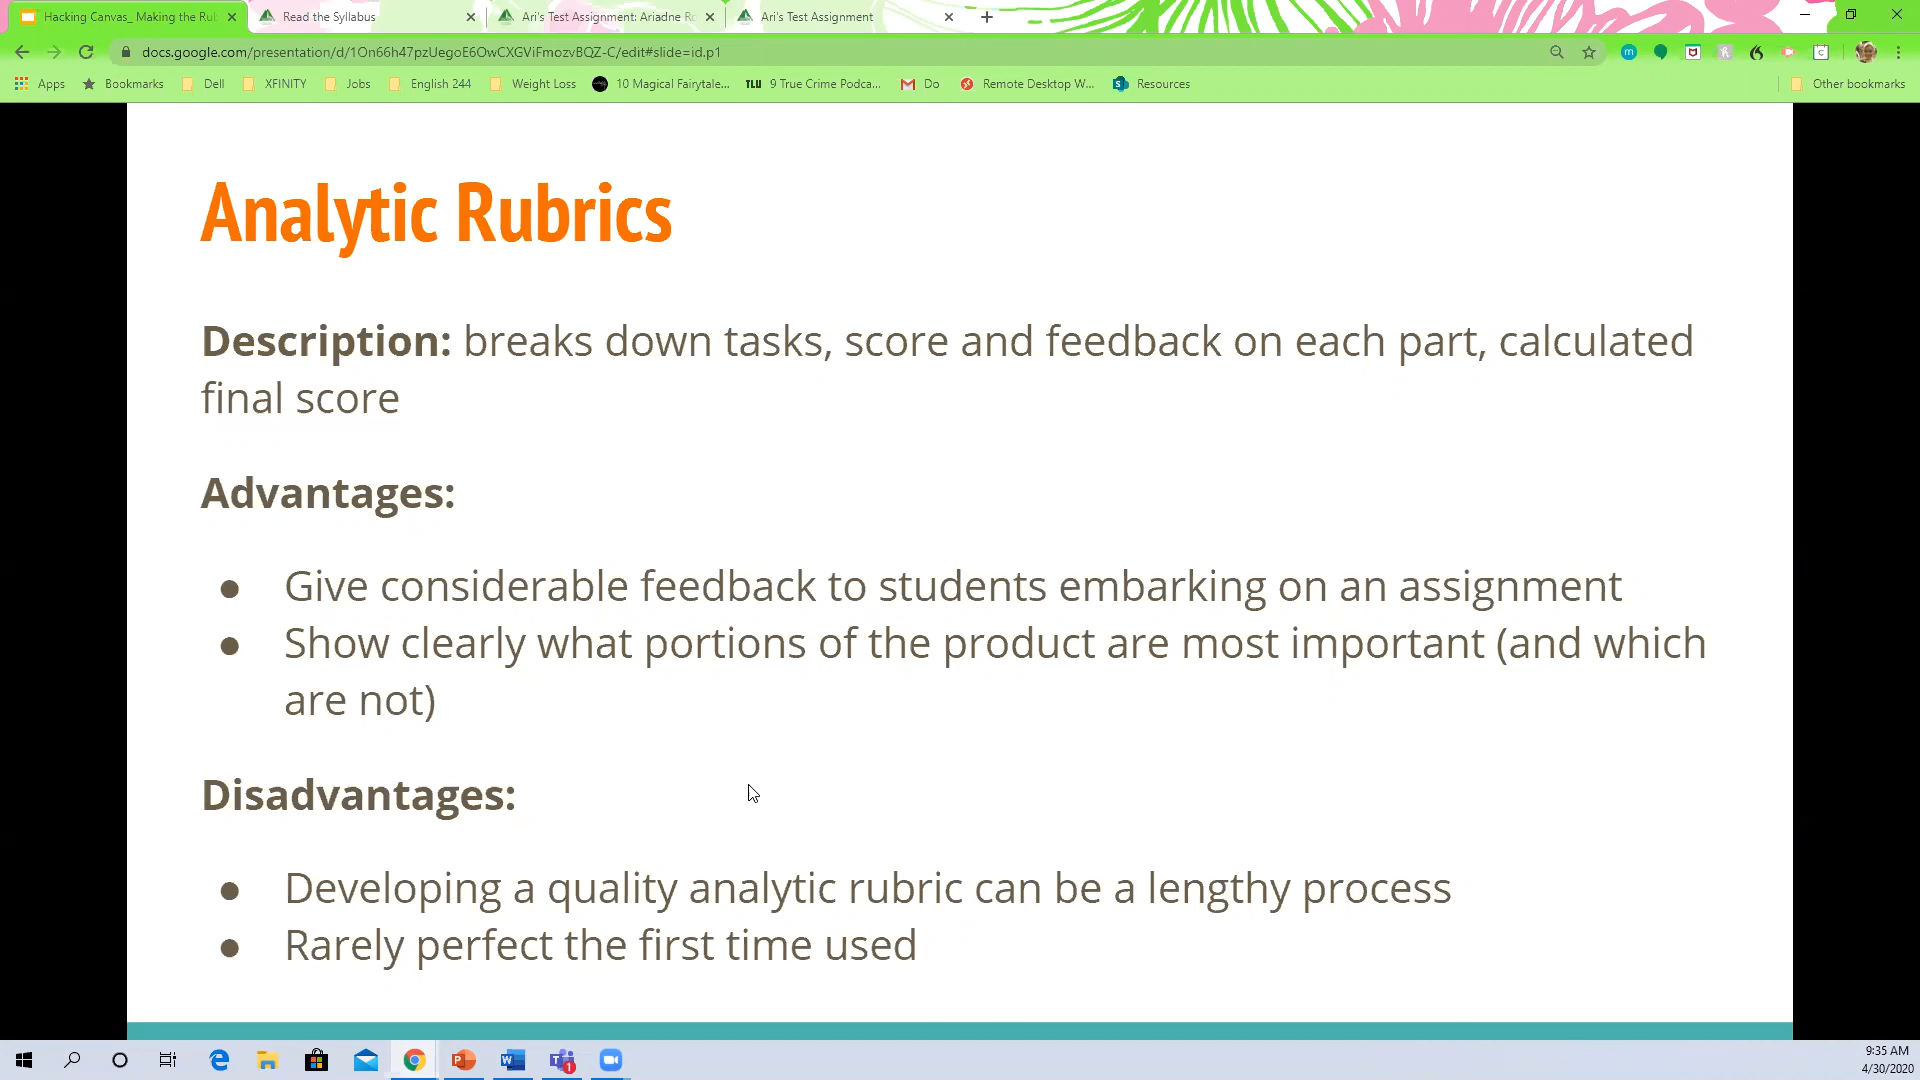 Hacking Canvas_ Making the Rub
Read the Syllabus
Ari's Test Assignment: Ariadne Ro
Ari's Test Assignment
docs.google.com/presentation/d/1On66h47pzUegoE6OwCXGViFmozvBQZ-C/edit#slide=id.p1
Apps
Bookmarks
Dell
XFINITY
Jobs
English 244
Weight Loss
10 Magical Fairytale...
TLU 9 True Crime Podca...
Do
Remote Desktop W...
Resources
Other bookmarks
Analytic Rubrics
Description: breaks down tasks, score and feedback on each part, calculated
final score
Advantages:
● Give considerable feedback to students embarking on an assignment
● Show clearly what portions of the product are most important (and which
are not)
Disadvantages:
● Developing a quality analytic rubric can be a lengthy process
● Rarely perfect the first time used
9:35 AM
4/30/2020